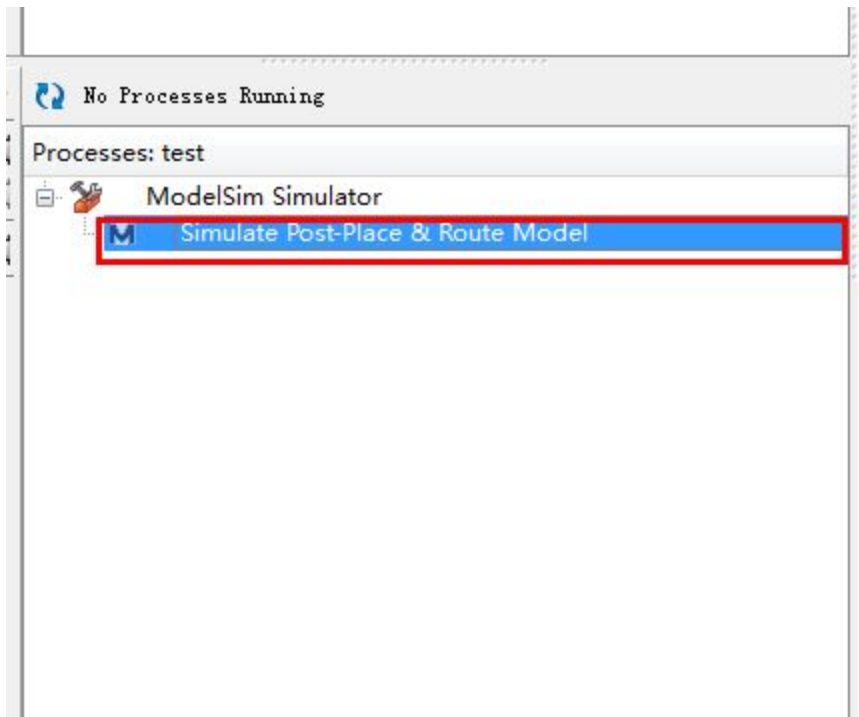 No Processes Running
Processes: test
ModelSim Simulator
Simulate Post-Place & Route Model